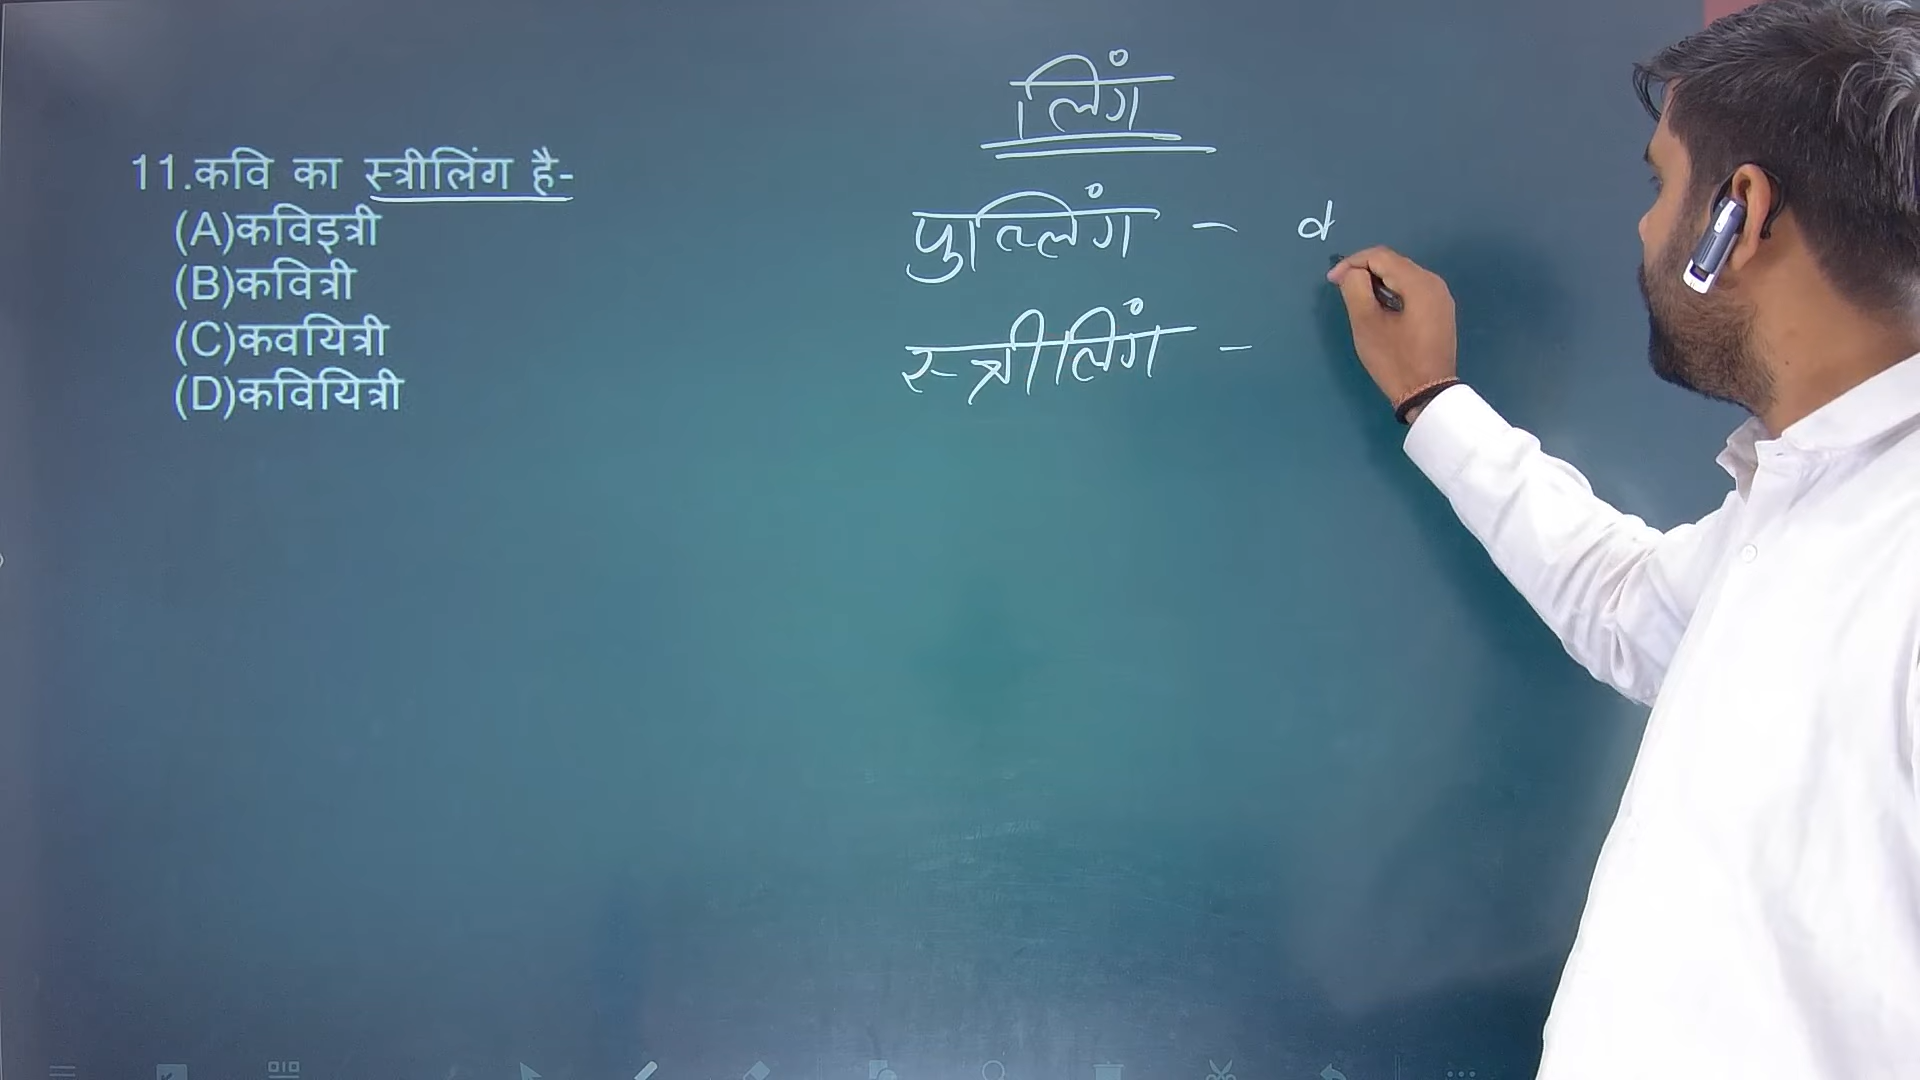 11.कवि का स्त्रीलिंग है-
(A)कविइत्री
(B)कवित्री
(C)कवयित्री
(D)कवियित्री
लिंग
पुल्लिंग -
स्त्रीलिंग -